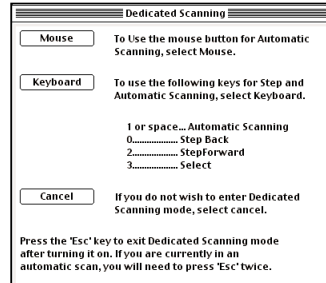 Dedicated Scanning
Mouse
To Use the mouse button for Automatic
Scanning, select Mouse.
Keyboard
To use the following keys for Step and
Automatic Scanning, select Keyboard.
1 or space... Automatic Scanning
0.................. Step Back
2.................. StepForward
3.................. Select
Cancel
If you do not wish to enter Dedicated
Scanning mode, select cancel.
Press the 'Esc' key to exit Dedicated Scanning mode
after turning it on. If you are currently in an
automatic scan, you will need to press 'Esc' twice.